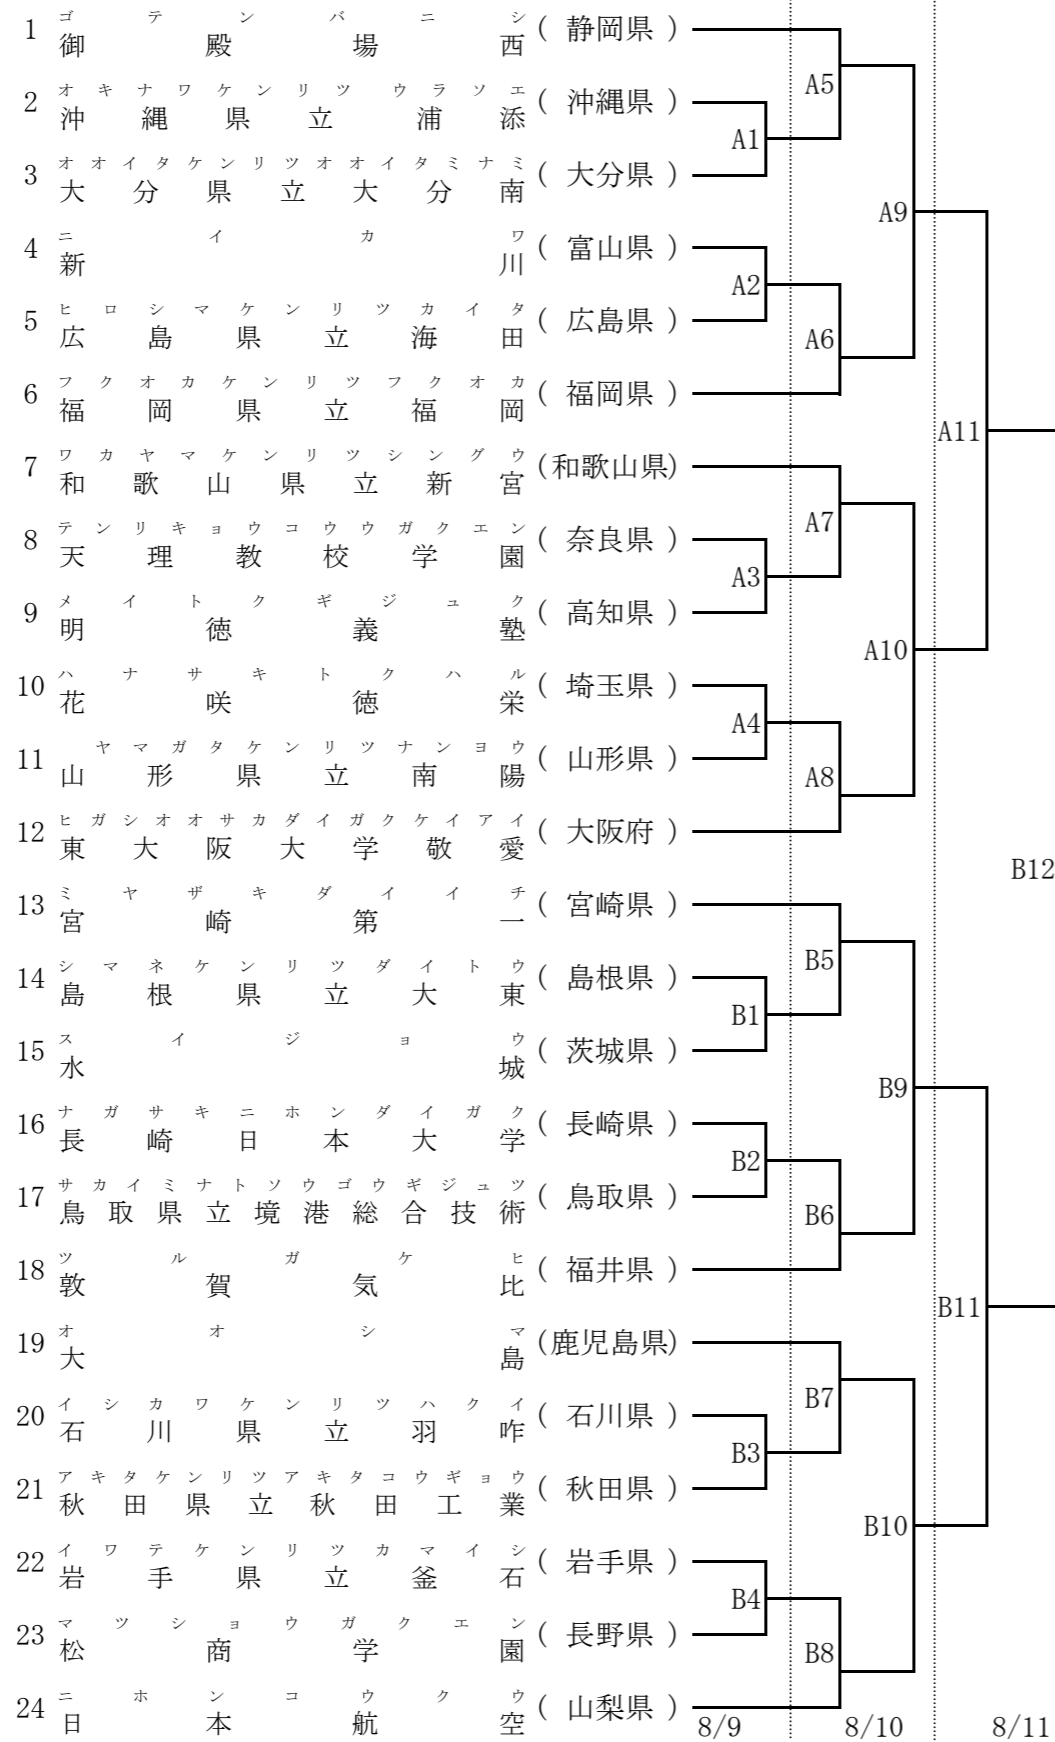 ゴテンバニシ
1 御殿場西 ( 静岡県 )
オキナワケンリツ ウラソエ
2 沖縄県立浦添 ( 沖縄県 )
オオイタケンリツオオイタミナミ
3 大分県立大分南 ( 大分県 )
ニイカワ
4 新川 ( 富山県 )
ヒロシマケンリツカイタ
5 広島県立海田 ( 広島県 )
フクオカケンリツフクオカ
6 福岡県立福岡 ( 福岡県 )
ワカヤマケンリツシングウ
7 和歌山県立新宮 (和歌山県)
テンリキョウコウウガクエン
8 天理教校学園 ( 奈良県 )
メイトクギジュク
9 明徳義塾 ( 高知県 )
ハナサキトクハル
10 花咲徳栄 ( 埼玉県 )
ヤマガタケンリツナンヨウ
11 山形県立南陽 ( 山形県 )
ヒガシオオサカダイガクケイアイ
12 東大阪大学敬愛 ( 大阪府 )
ミヤザキダイイチ
13 宮崎第一 ( 宮崎県 )
シマネケンリツダイトウ
14 島根県立大東 ( 島根県 )
スイジョウ
15 水城 ( 茨城県 )
ナガサキニホンダイガク
16 長崎日本大学 ( 長崎県 )
サカイミナトソウゴウギジュツ
17 鳥取県立境港総合技術 ( 鳥取県 )
ツルガケヒ
18 敦賀気比 ( 福井県 )
オオシマ
19 大島 (鹿児島県)
イシカワケンリツハクイ
20 石川県立羽咋 ( 石川県 )
アキタケンリツアキタコウギョウ
21 秋田県立秋田工業 ( 秋田県 )
イワテケンリツカマイシ
22 岩手県立釜石 ( 岩手県 )
マツショウガクエン
23 松商学園 ( 長野県 )
ニホンコウクウ
24 日本航空 ( 山梨県 )
A1
A2
A3
A4
B1
B2
B3
B4
A5
A6
A7
A8
B5
B6
B7
B8
A9
A10
B9
B10
A11
B11
B12
8/9
8/10
8/11